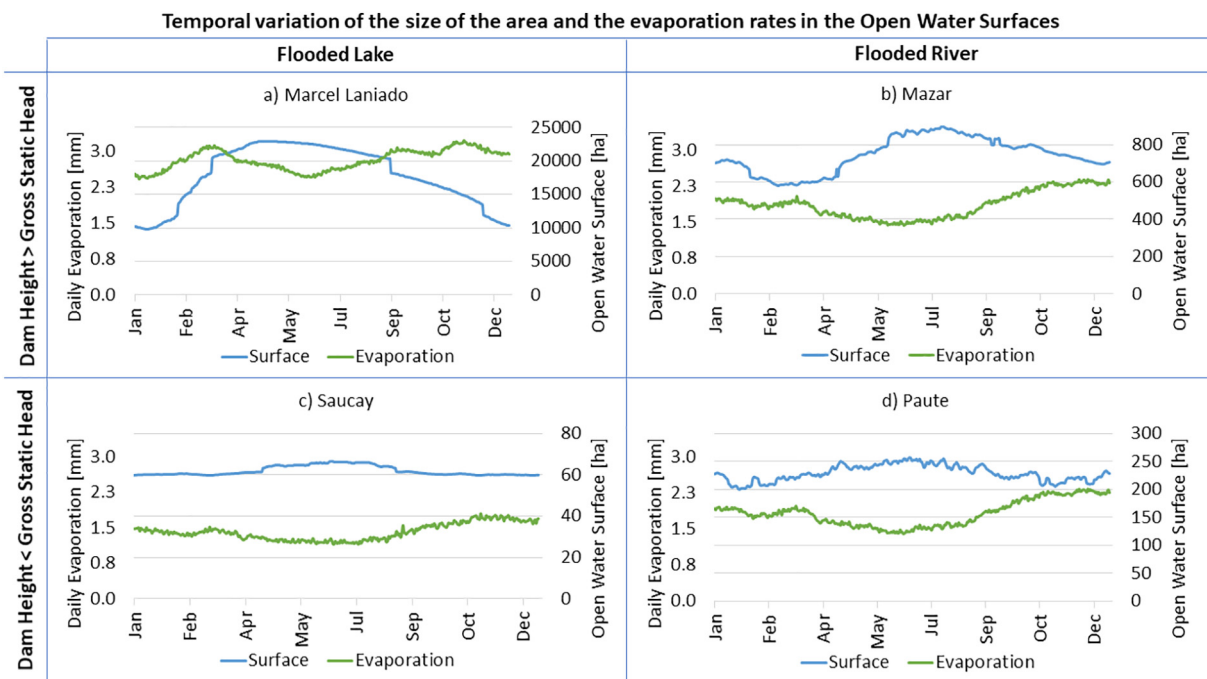 Temporal variation of the size of the area and the evaporation rates in the Open Water Surfaces
Flooded Lake
Flooded River
Dam Height > Gross Static Head
a) Marcel Laniado
Daily Evaporation [mm]
3.0
2.3
1.5
0.8
0.0
25000
20000
15000
10000
5000
0
Open Water Surface [ha]
Jan Feb Apr May Jul Sep Oct Dec
Surface Evaporation
b) Mazar
Daily Evaporation [mm]
3.0
2.3
1.5
0.8
0.0
800
600
400
200
0
Open Water Surface [ha]
Jan Feb Apr May Jul Sep Oct Dec
Surface Evaporation
Dam Height < Gross Static Head
c) Saucay
Daily Evaporation [mm]
3.0
2.3
1.5
0.8
0.0
80
60
40
20
0
Open Water Surface [ha]
Jan Feb Apr May Jul Sep Oct Dec
Surface Evaporation
d) Paute
Daily Evaporation [mm]
3.0
2.3
1.5
0.8
0.0
300
250
200
150
100
50
0
Open Water Surface [ha]
Jan Feb Apr May Jul Sep Oct Dec
Surface Evaporation